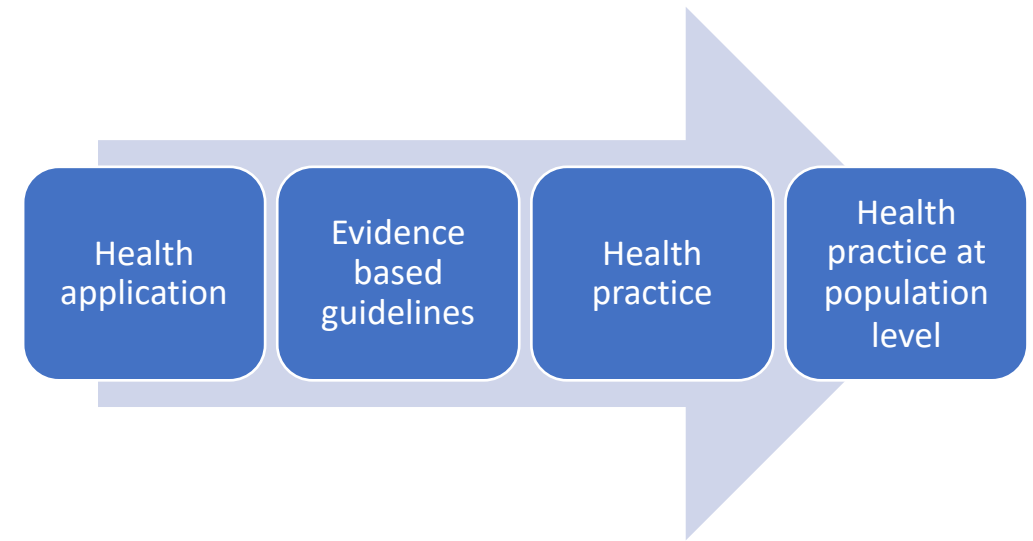 Health
application
Evidence
based
guidelines
Health
practice
Health
practice at
population
level